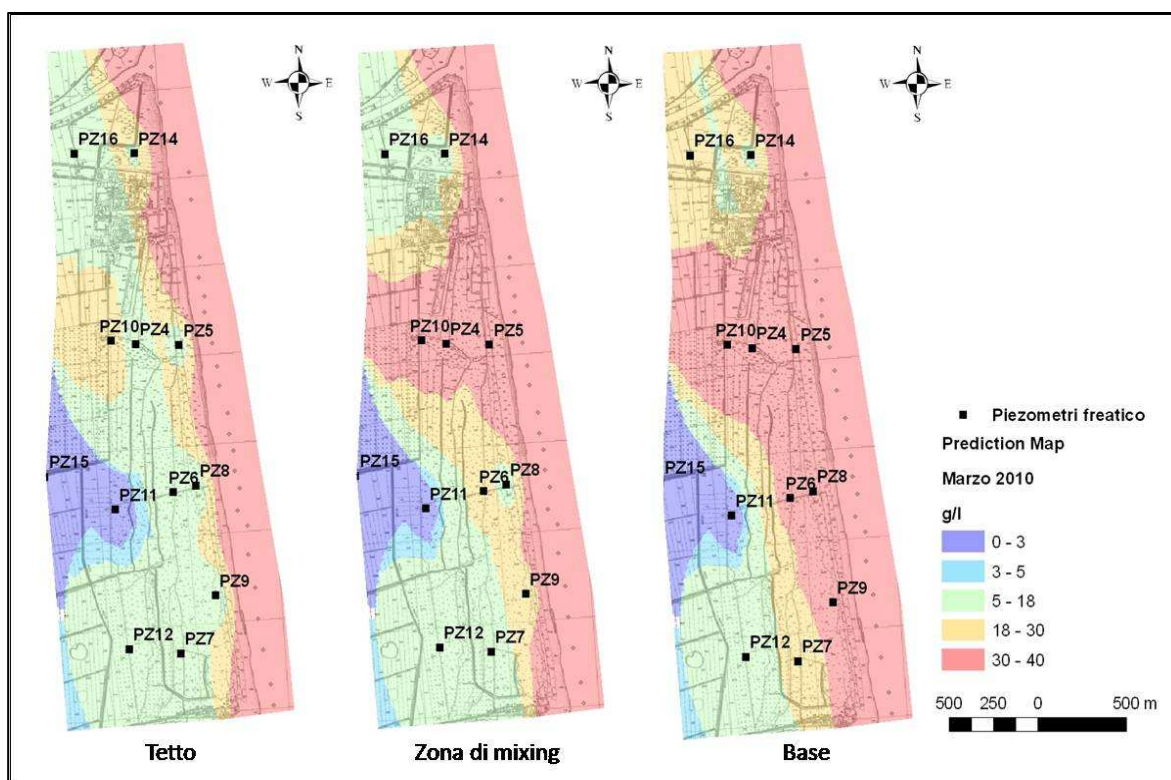 N
W E
S
PZ16 PZ14
PZ10 PZ4 PZ5
PZ15
PZ11
PZ6
PZ8
PZ9
PZ12
PZ7
Tetto
N
W E
S
PZ16 PZ14
PZ10 PZ4 PZ5
PZ15
PZ11
PZ6
PZ8
PZ9
PZ12
PZ7
Zona di mixing
N
W E
S
PZ16 PZ14
PZ10 PZ4 PZ5
PZ15
PZ11
PZ6
PZ8
PZ9
PZ12
PZ7
Base
Piezometri freatico
Prediction Map
Marzo 2010
g/l
0 - 3
3 - 5
5 - 18
18 - 30
30 - 40
500 250 0 500 m